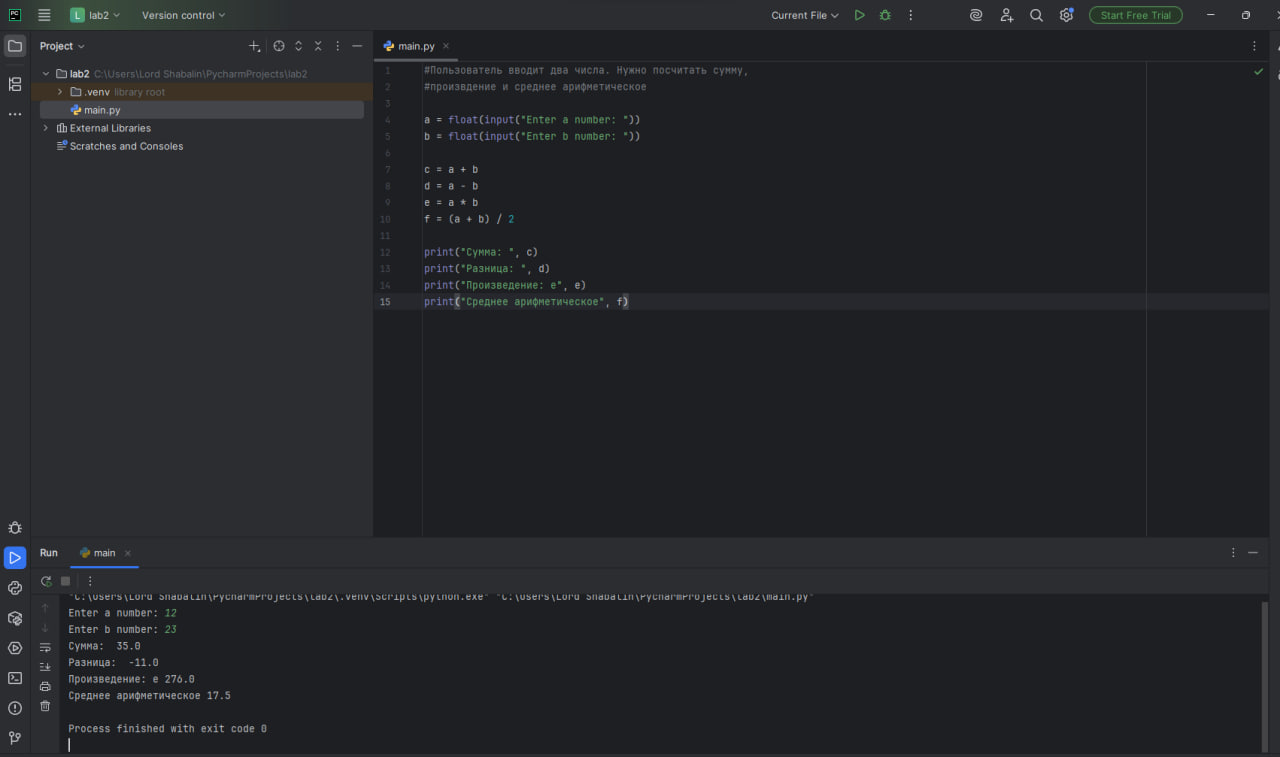 L lab2 Version control Current File Start Free Trial
Project
main.py
lab2 C:\Users\Lord Shabalin\PycharmProjects\lab2
.venv library root
main.py
External Libraries
Scratches and Consoles
1 #Пользователь вводит два числа. Нужно посчитать сумму,
2 #произвдение и среднее арифметическое
3
4 a = float(input("Enter a number: "))
5 b = float(input("Enter b number: "))
6
7 c = a + b
8 d = a - b
9 e = a * b
10 f = (a + b) / 2
11
12 print("Сумма: ", c)
13 print("Разница: ", d)
14 print("Произведение: e", e)
15 print("Среднее арифметическое", f)
Run main
"C:\Users\Lord Shabalin\PycharmProjects\lab2\.venv\Scripts\python.exe" "C:\Users\Lord Shabalin\PycharmProjects\lab2\main.py"
Enter a number: 12
Enter b number: 23
Сумма:  35.0
Разница:  -11.0
Произведение: e 276.0
Среднее арифметическое 17.5
Process finished with exit code 0